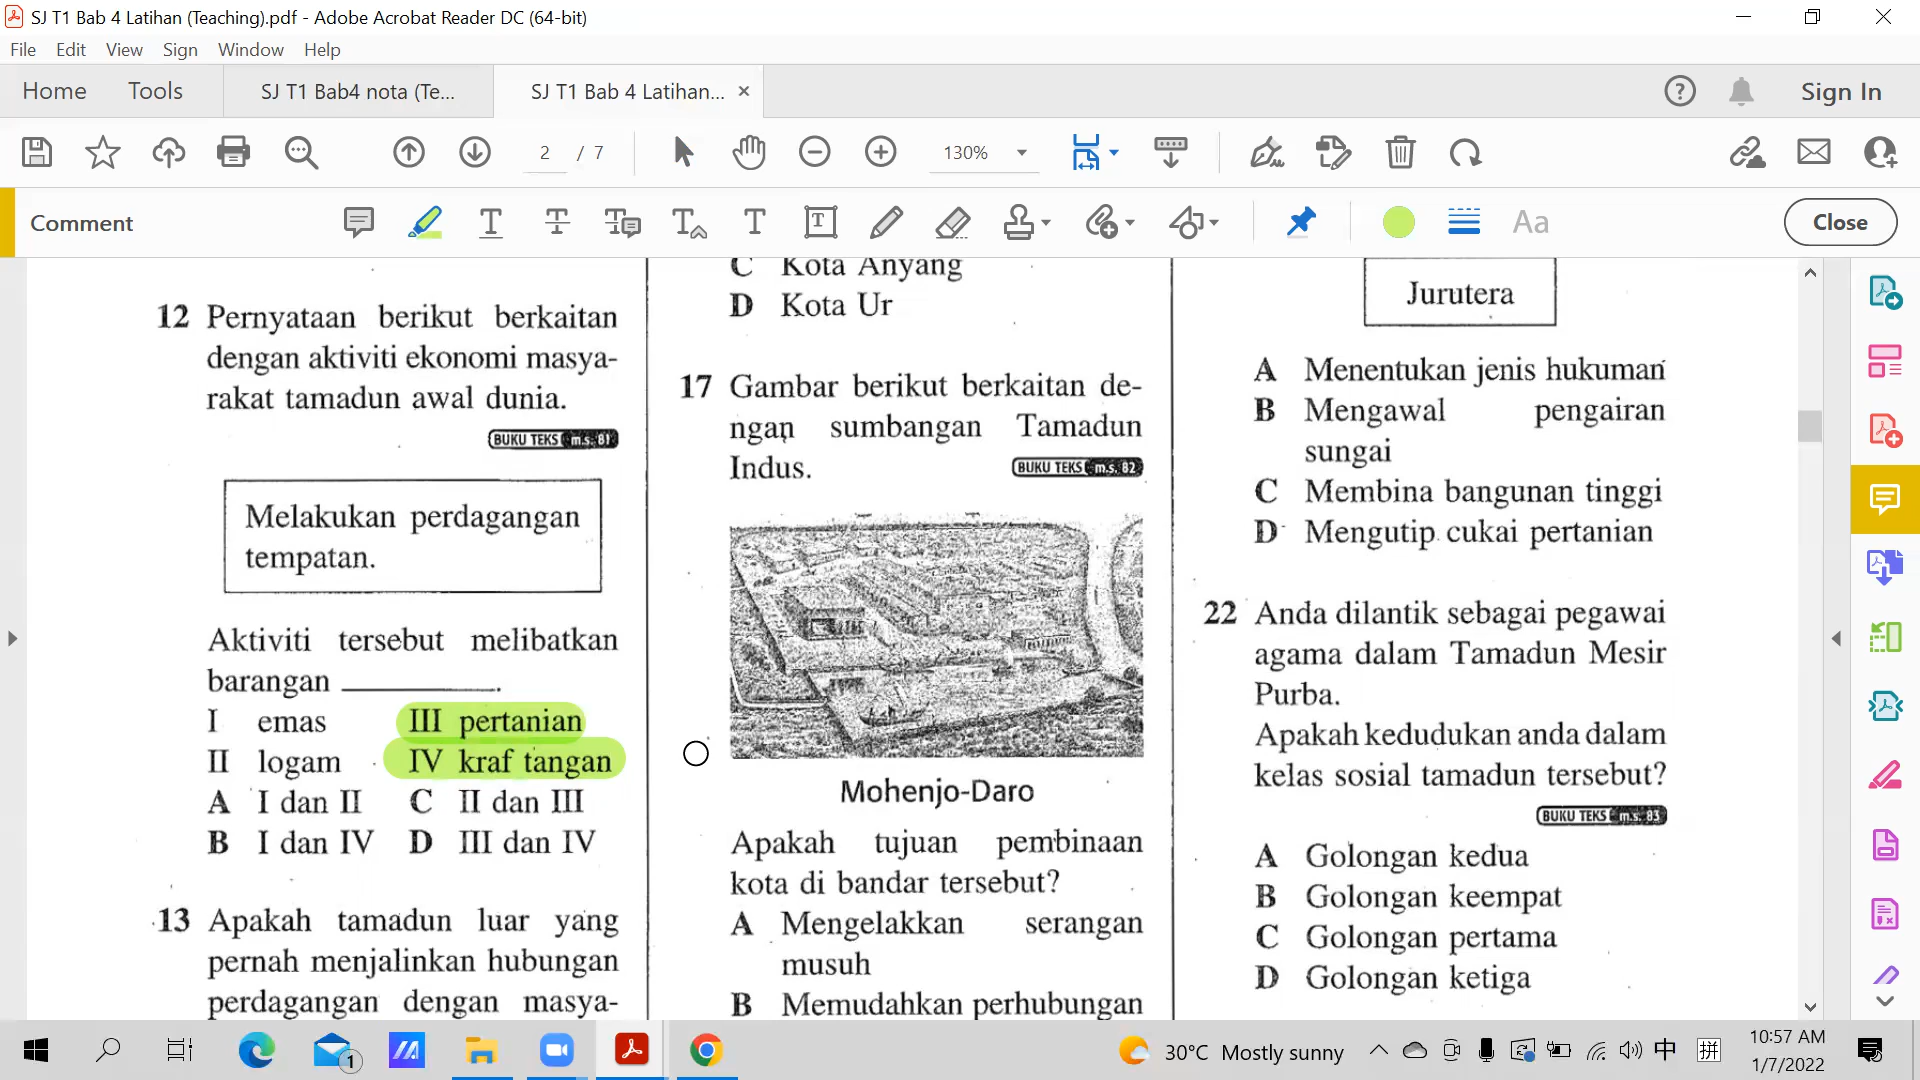 SJ T1 Bab 4 Latihan (Teaching).pdf - Adobe Acrobat Reader DC (64-bit)
File Edit View Sign Window Help
Home Tools SJ T1 Bab4 nota (Te... SJ T1 Bab 4 Latihan... × Sign In
2 / 7 130%
Comment Aa Close
12 Pernyataan berikut berkaitan
dengan aktiviti ekonomi masya-
rakat tamadun awal dunia.
BUKU TEKS m.s. 81
Melakukan perdagangan
tempatan.
Aktiviti tersebut melibatkan
barangan ________.
I emas III pertanian
II logam IV kraf tangan
A I dan II C II dan III
B I dan IV D III dan IV
13 Apakah tamadun luar yang
pernah menjalinkan hubungan
perdagangan dengan masya-
C Kota Anyang
D Kota Ur
17 Gambar berikut berkaitan de-
ngan sumbangan Tamadun
Indus.
BUKU TEKS m.s. 82
Mohenjo-Daro
Apakah tujuan pembinaan
kota di bandar tersebut?
A Mengelakkan serangan
musuh
B Memudahkan perhubungan
Jurutera
A Menentukan jenis hukuman
B Mengawal pengairan
sungai
C Membina bangunan tinggi
D Mengutip cukai pertanian
22 Anda dilantik sebagai pegawai
agama dalam Tamadun Mesir
Purba.
Apakah kedudukan anda dalam
kelas sosial tamadun tersebut?
BUKU TEKS m.s. 83
A Golongan kedua
B Golongan keempat
C Golongan pertama
D Golongan ketiga
1
30°C Mostly sunny
中 拼
10:57 AM
1/7/2022